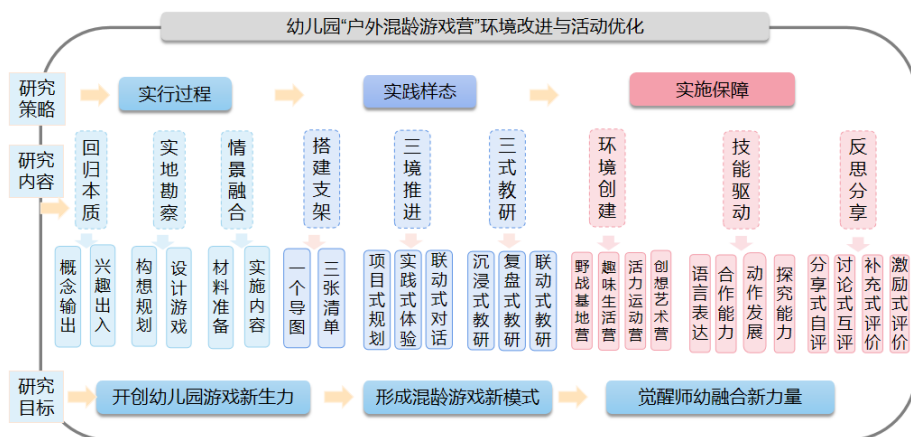 幼儿园“户外混龄游戏营”环境改进与活动优化
研究
策略
实行过程
实践样态
实施保障
研究
内容
回归本质
实地勘察
情景融合
搭建支架
三境推进
三式教研
环境创建
技能驱动
反思分享
概念输出
兴趣出入
构想规划
设计游戏
材料准备
实施内容
一个导图
三张清单
项目式规划
实践式体验
联动式对话
沉浸式教研
复盘式教研
联动式教研
野战基地营
趣味生活营
活力运动营
创想艺术营
语言表达
合作能力
动作发展
探究能力
分享式自评
讨论式互评
补充式评价
激励式评价
研究
目标
开创幼儿园游戏新生力
形成混龄游戏新模式
觉醒师幼融合新力量